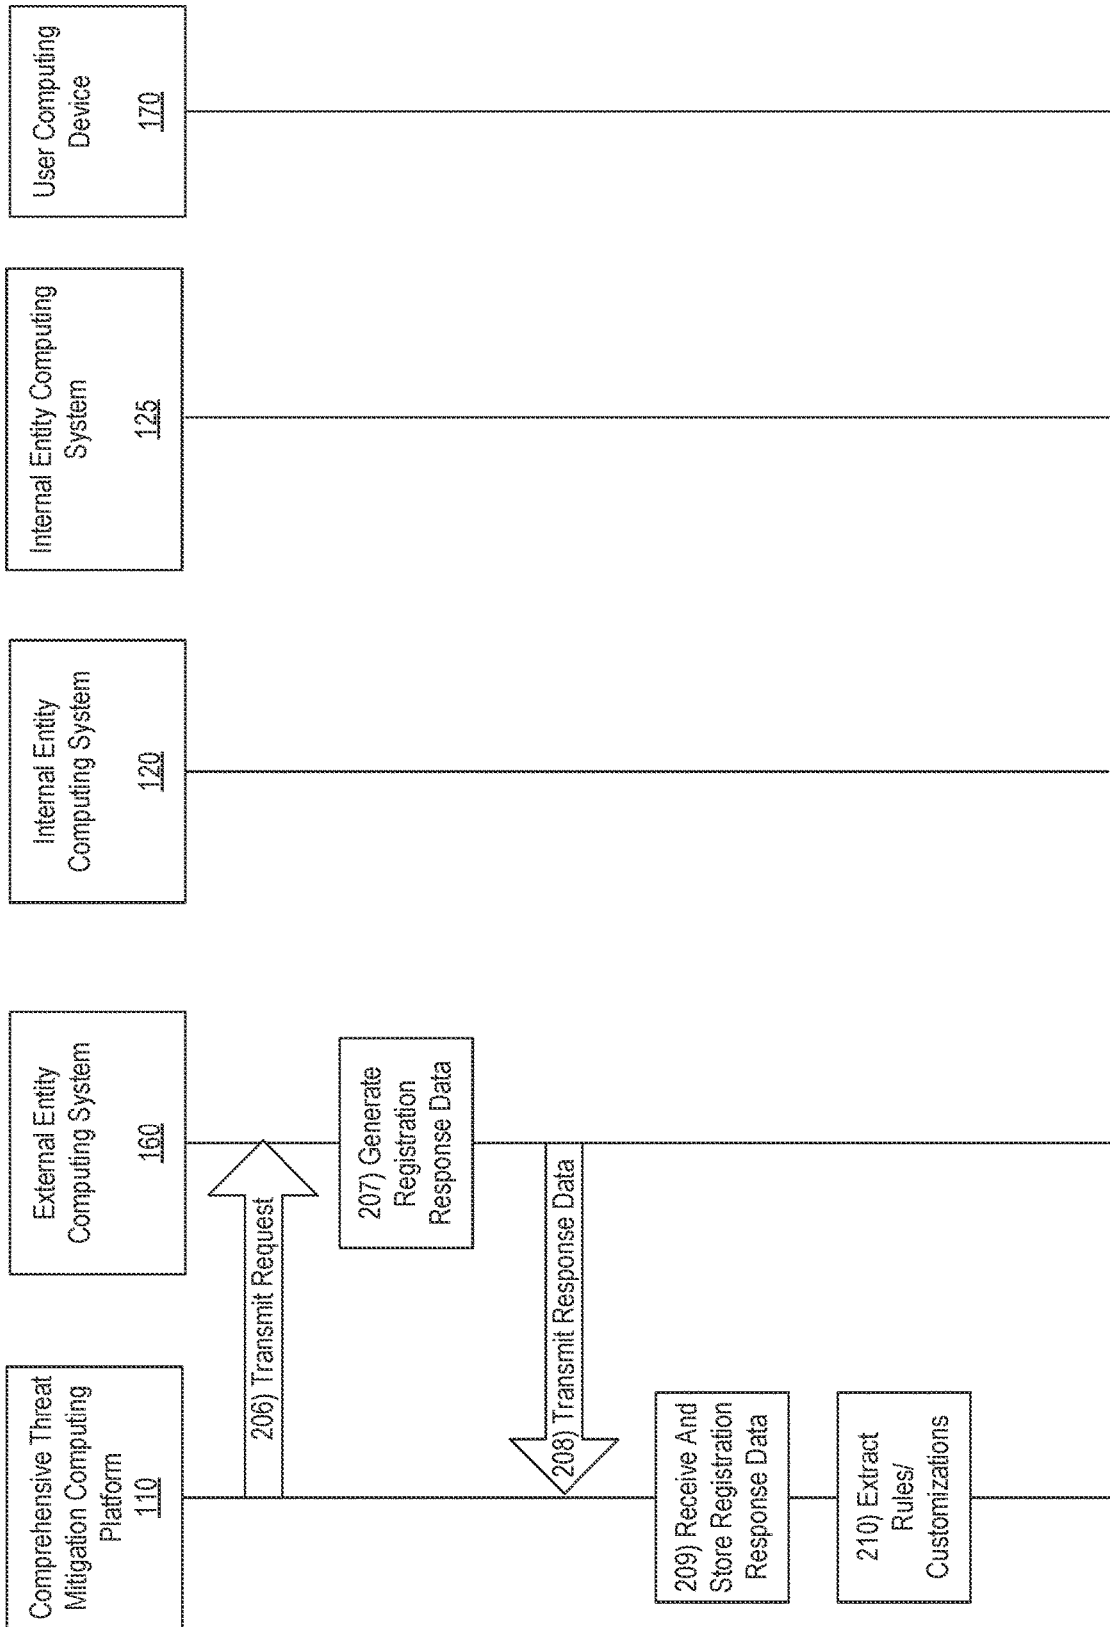 Comprehensive Threat
Mitigation Computing
Platform
110
External Entity
Computing System
160
Internal Entity
Computing System
120
Internal Entity Computing
System
125
User Computing
Device
170
206) Transmit Request
207) Generate
Registration
Response Data
208) Transmit Response Data
209) Receive And
Store Registration
Response Data
210) Extract
Rules/
Customizations